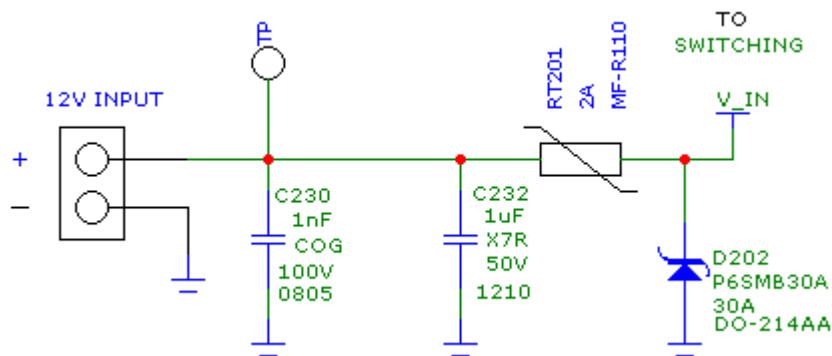 TO
SWITCHING
TP
RT201
2A
MF-R110
12V INPUT
V_IN
+
−
C230
1nF
COG
100V
0805
C232
1uF
X7R
50V
1210
D202
P6SMB30A
30A
DO-214AA